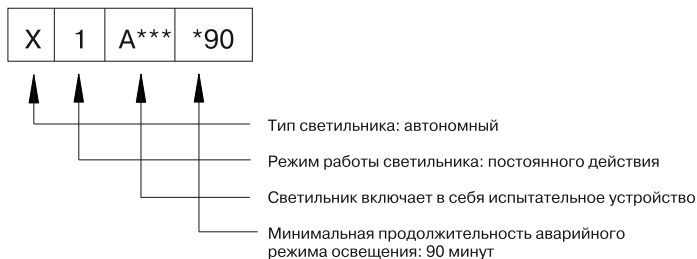 X 1 A*** *90
Тип светильника: автономный
Режим работы светильника: постоянного действия
Светильник включает в себя испытательное устройство
Минимальная продолжительность аварийного
режима освещения: 90 минут